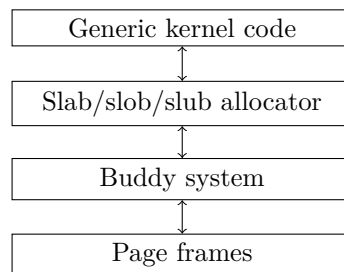 Generic kernel code
Slab/slob/slub allocator
Buddy system
Page frames